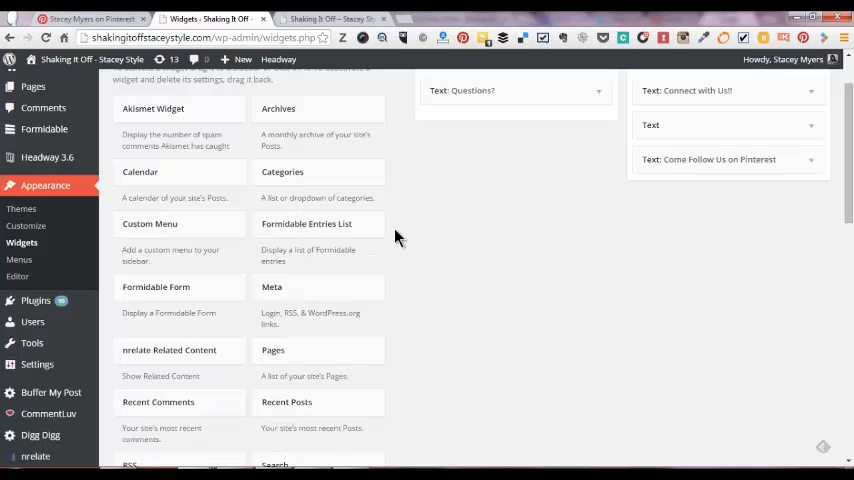 Stacey Myers on Pinterest
Widgets ‹ Shaking It Off -
Shaking It Off – Stacey Sty
shakingitoffstaceystyle.com/wp-admin/widgets.php
Shaking It Off - Stacey Style
13
0
+ New
Headway
Howdy, Stacey Myers
widget and delete its settings, drag it back.
Pages
Comments
Formidable
Headway 3.6
Appearance
Themes
Customize
Widgets
Menus
Editor
Plugins 10
Users
Tools
Settings
Buffer My Post
CommentLuv
Digg Digg
nrelate
Akismet Widget
Archives
Display the number of spam
comments Akismet has caught
A monthly archive of your site's
Posts.
Calendar
Categories
A calendar of your site's Posts.
A list or dropdown of categories.
Custom Menu
Formidable Entries List
Add a custom menu to your
sidebar.
Display a list of Formidable
entries
Formidable Form
Meta
Display a Formidable Form
Login, RSS, & WordPress.org
links.
nrelate Related Content
Pages
Show Related Content
A list of your site's Pages.
Recent Comments
Recent Posts
Your site's most recent
comments.
Your site's most recent Posts.
RSS
Search
Text: Questions?
Text: Connect with Us!!
Text
Text: Come Follow Us on Pinterest